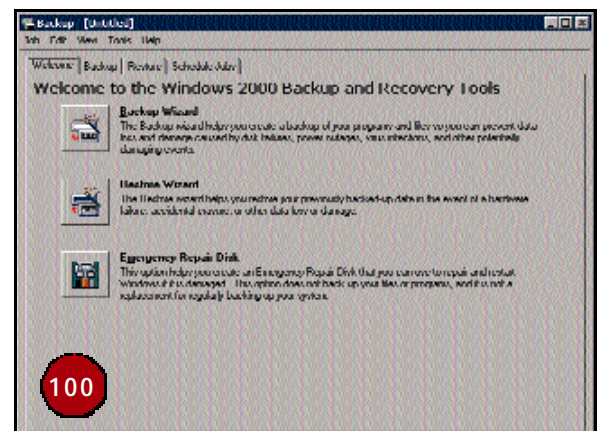 Backup [Untitled]
Job Edit View Tools Help
Welcome Backup Restore Schedule Jobs
Welcome to the Windows 2000 Backup and Recovery Tools
Backup Wizard
The Backup wizard helps you create a backup of your programs and files so you can prevent data
loss and damage caused by disk failures, power outages, virus infections, and other potentially
damaging events.
Restore Wizard
The Restore wizard helps you restore your previously backed-up data in the event of a hardware
failure, accidental erasure, or other data loss or damage.
Emergency Repair Disk
This option helps you create an Emergency Repair Disk that you can use to repair and restart
Windows if it is damaged. This option does not back up your files or programs, and it is not a
replacement for regularly backing up your system.
100